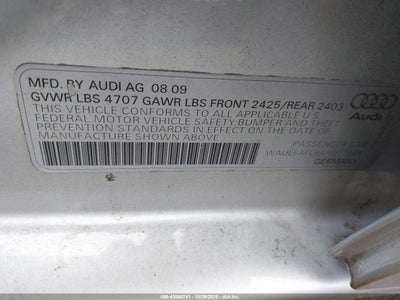 MFD. BY AUDI AG 08 09
GVWR LBS 4707 GAWR LBS FRONT 2425/REAR 2403
THIS VEHICLE CONFORMS TO ALL APPLICABLE U.S
FEDERAL MOTOR VEHICLE SAFETY,BUMPER AND THEFT
PREVENTION STANDARDS IN EFFECT ON THE DATE OF
MANUFACTURE SHOWN ABOVE.
Audi
PASSENGER CAR
GERMANY